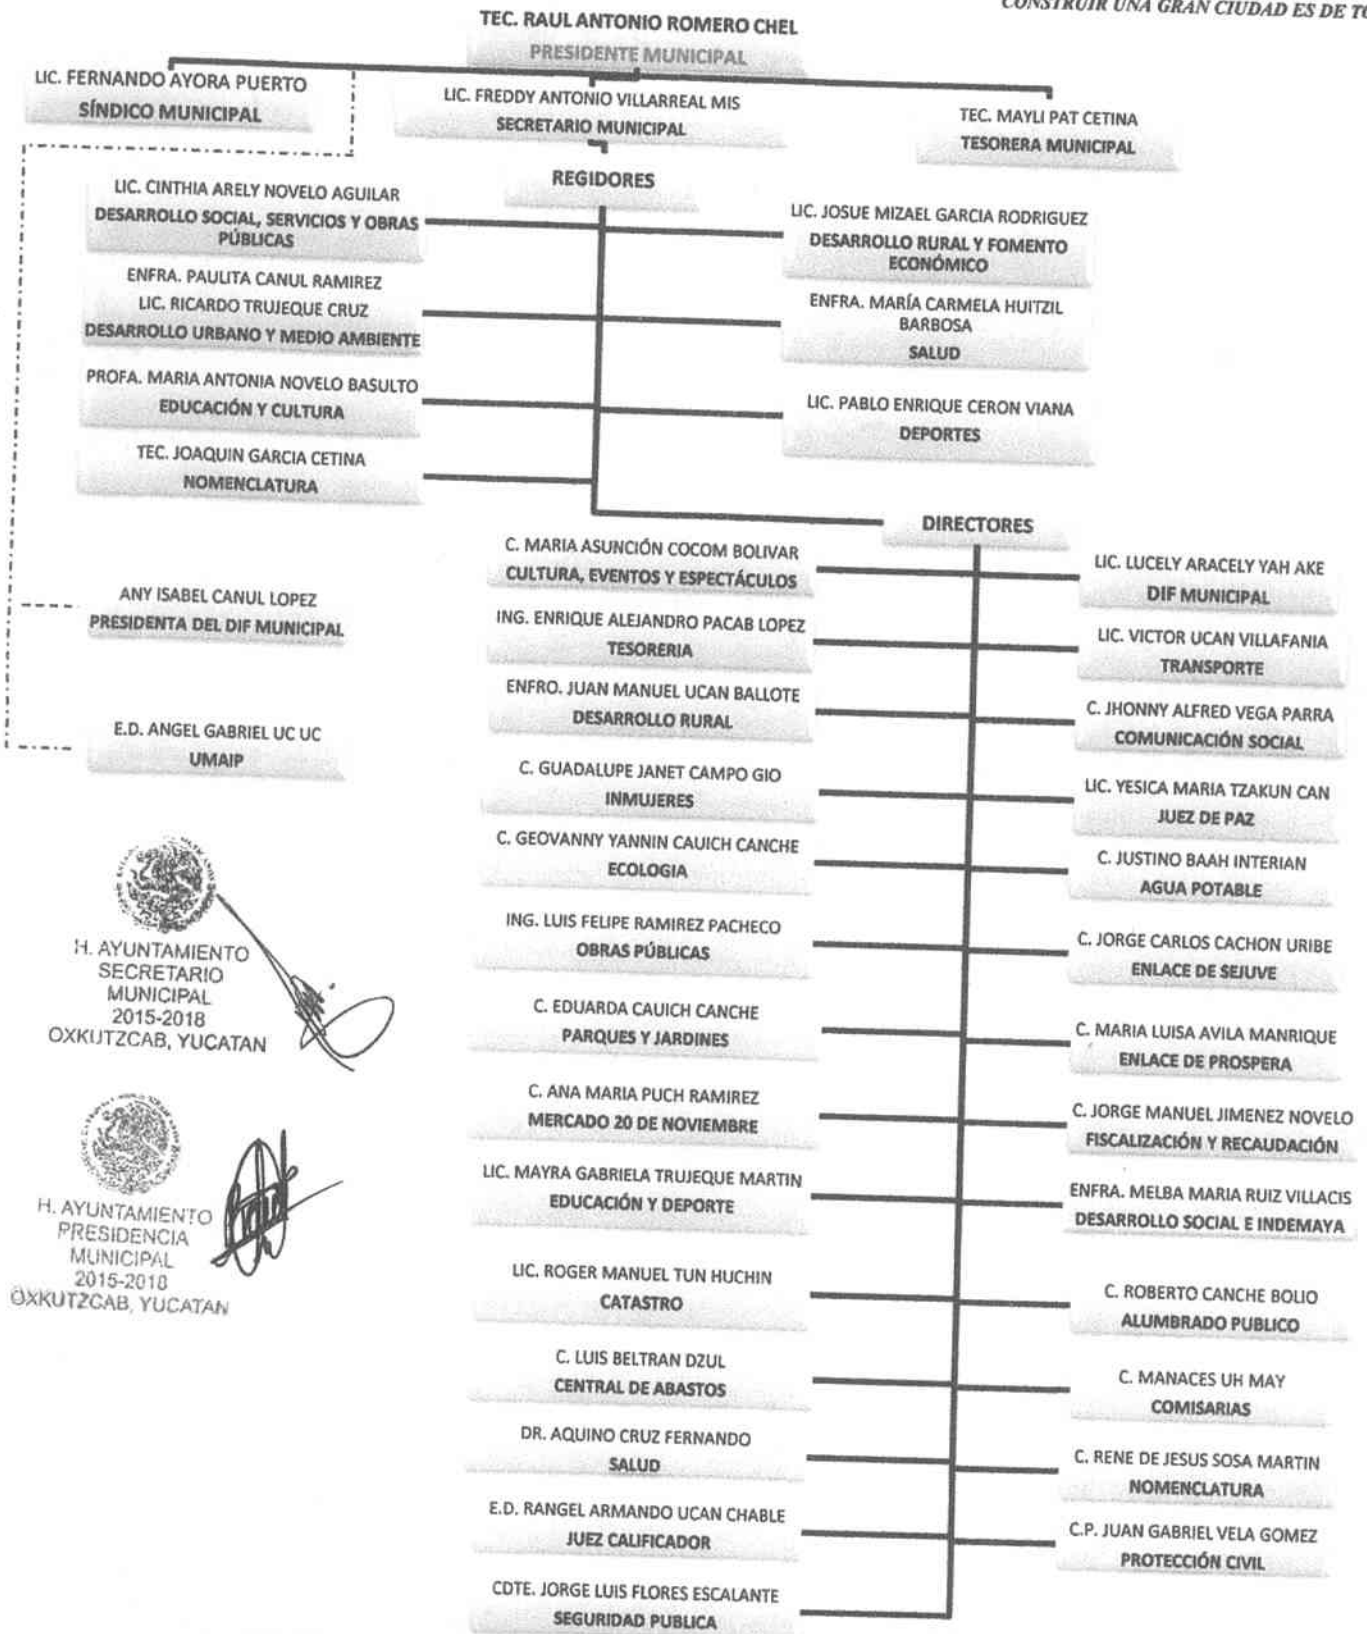 CONSTRUIR UNA GRAN CIUDAD ES DE
TEC. RAUL ANTONIO ROMERO CHEL
PRESIDENTE MUNICIPAL
LIC. FERNANDO AYORA PUERTO
SÍNDICO MUNICIPAL
LIC. FREDDY ANTONIO VILLARREAL MIS
SECRETARIO MUNICIPAL
TEC. MAYLI PAT CETINA
TESORERA MUNICIPAL
REGIDORES
LIC. CINTHIA ARELY NOVELO AGUILAR
DESARROLLO SOCIAL, SERVICIOS Y OBRAS
PÚBLICAS
LIC. JOSUE MIZAEL GARCIA RODRIGUEZ
DESARROLLO RURAL Y FOMENTO
ECONÓMICO
ENFRA. PAULITA CANUL RAMIREZ
LIC. RICARDO TRUJEQUE CRUZ
DESARROLLO URBANO Y MEDIO AMBIENTE
ENFRA. MARÍA CARMELA HUITZIL
BARBOSA
SALUD
PROFA. MARIA ANTONIA NOVELO BASULTO
EDUCACIÓN Y CULTURA
LIC. PABLO ENRIQUE CERON VIANA
DEPORTES
TEC. JOAQUIN GARCIA CETINA
NOMENCLATURA
DIRECTORES
ANY ISABEL CANUL LOPEZ
PRESIDENTA DEL DIF MUNICIPAL
E.D. ANGEL GABRIEL UC UC
UMAIP
C. MARIA ASUNCIÓN COCOM BOLIVAR
CULTURA, EVENTOS Y ESPECTÁCULOS
LIC. LUCELY ARACELY YAH AKE
DIF MUNICIPAL
ING. ENRIQUE ALEJANDRO PACAB LOPEZ
TESORERIA
LIC. VICTOR UCAN VILLAFANIA
TRANSPORTE
ENFRO. JUAN MANUEL UCAN BALLOTE
DESARROLLO RURAL
C. JHONNY ALFRED VEGA PARRA
COMUNICACIÓN SOCIAL
C. GUADALUPE JANET CAMPO GIO
INMUJERES
LIC. YESICA MARIA TZAKUN CAN
JUEZ DE PAZ
C. GEOVANNY YANNIN CAUICH CANCHE
ECOLOGIA
C. JUSTINO BAAH INTERIAN
AGUA POTABLE
ING. LUIS FELIPE RAMIREZ PACHECO
OBRAS PÚBLICAS
C. JORGE CARLOS CACHON URIBE
ENLACE DE SEJUVE
C. EDUARDA CAUICH CANCHE
PARQUES Y JARDINES
C. MARIA LUISA AVILA MANRIQUE
ENLACE DE PROSPERA
C. ANA MARIA PUCH RAMIREZ
MERCADO 20 DE NOVIEMBRE
C. JORGE MANUEL JIMENEZ NOVELO
FISCALIZACIÓN Y RECAUDACIÓN
LIC. MAYRA GABRIELA TRUJEQUE MARTIN
EDUCACIÓN Y DEPORTE
ENFRA. MELBA MARIA RUIZ VILLACIS
DESARROLLO SOCIAL E INDEMAYA
LIC. ROGER MANUEL TUN HUCHIN
CATASTRO
C. ROBERTO CANCHE BOLIO
ALUMBRADO PUBLICO
C. LUIS BELTRAN DZUL
CENTRAL DE ABASTOS
C. MANACES UH MAY
COMISARIAS
DR. AQUINO CRUZ FERNANDO
SALUD
C. RENE DE JESUS SOSA MARTIN
NOMENCLATURA
E.D. RANGEL ARMANDO UCAN CHABLE
JUEZ CALIFICADOR
C.P. JUAN GABRIEL VELA GOMEZ
PROTECCIÓN CIVIL
CDTE. JORGE LUIS FLORES ESCALANTE
SEGURIDAD PUBLICA
H. AYUNTAMIENTO
SECRETARIO
MUNICIPAL
2015-2018
OXKUTZCAB, YUCATAN
H. AYUNTAMIENTO
PRESIDENCIA
MUNICIPAL
2015-2018
OXKUTZCAB, YUCATAN